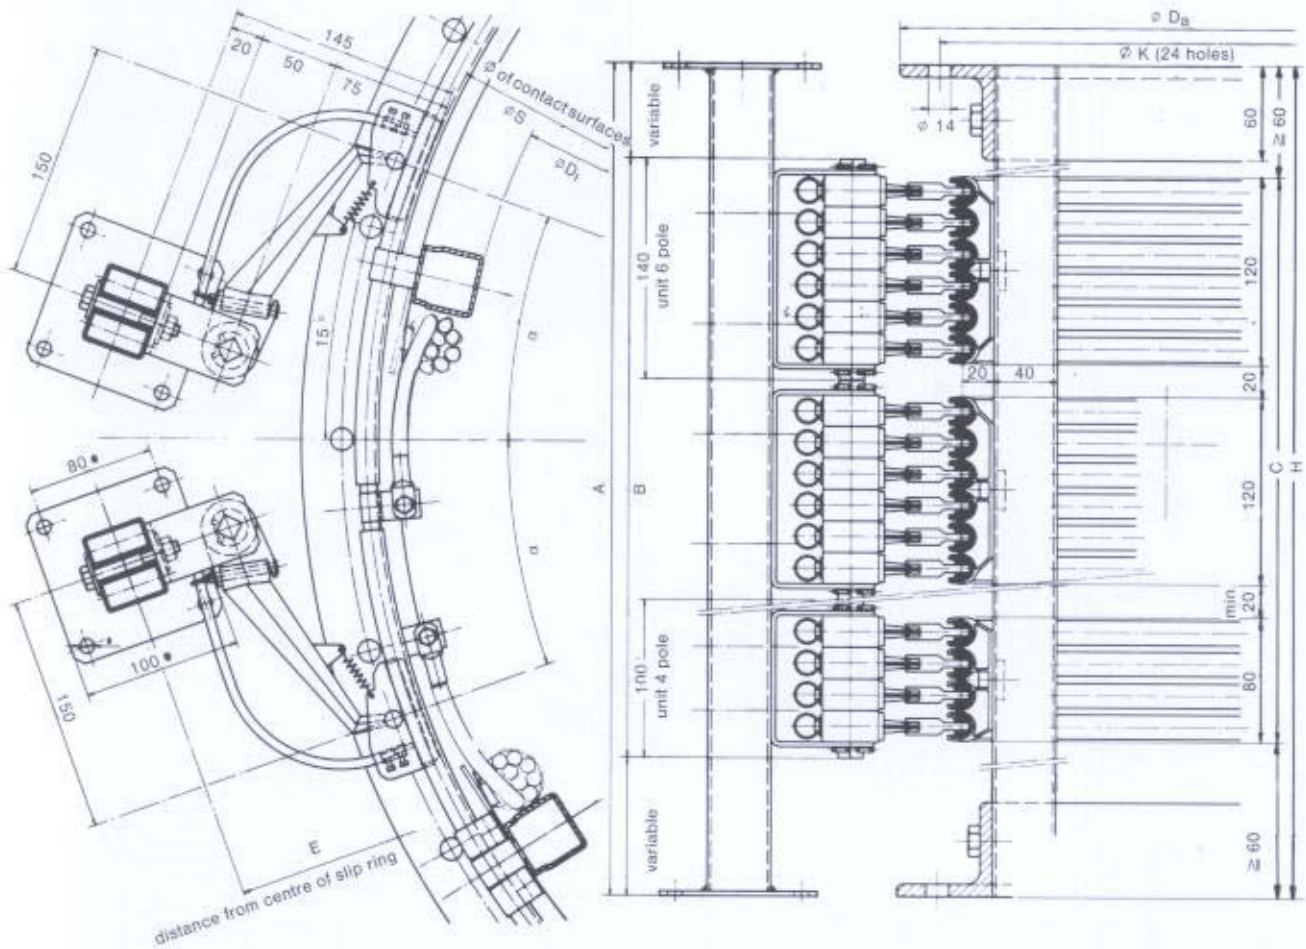 145
20
50
75
ø of contact surfaces
øS
øDı
150
15°
α
α
80
100
150
E
distance from centre of slip ring
A
B
variable
140
unit 6 pole
100
unit 4 pole
variable
ø Da
ø K (24 holes)
ø 14
60
≥ 60
120
20
40
20
120
C
H
min.
20
80
≥ 60